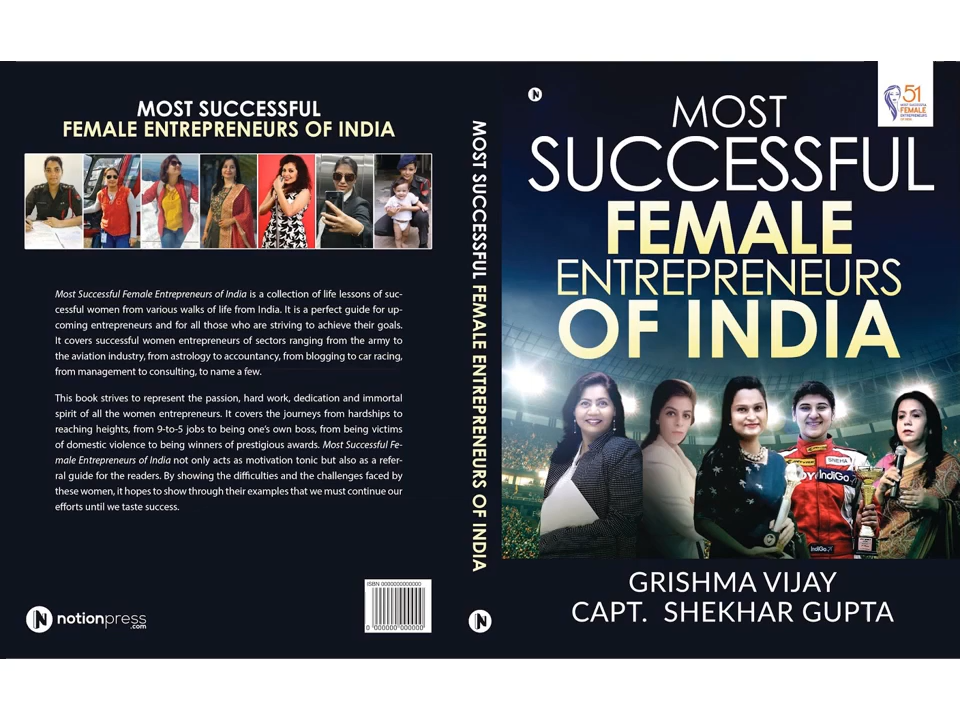 MOST SUCCESSFUL
FEMALE ENTREPRENEURS OF INDIA
Most Successful Female Entrepreneurs of India is a collection of life lessons of suc-
cessful women from various walks of life from India. It is a perfect guide for up-
coming entrepreneurs and for all those who are striving to achieve their goals.
It covers successful women entrepreneurs of sectors ranging from the army to
the aviation industry, from astrology to accountancy, from blogging to car racing,
from management to consulting, to name a few.
This book strives to represent the passion, hard work, dedication and immortal
spirit of all the women entrepreneurs. It covers the journeys from hardships to
reaching heights, from 9-to-5 jobs to being one's own boss, from being victims
of domestic violence to being winners of prestigious awards. Most Successful Fe-
male Entrepreneurs of India not only acts as motivation tonic but also as a refer-
ral guide for the readers. By showing the difficulties and the challenges faced by
these women, it hopes to show through their examples that we must continue our
efforts until we taste success.
N notionpress
.com
ISBN 0000000000000
0 000000 000000
MOST SUCCESSFUL FEMALE ENTREPRENEURS OF INDIA
N
N
51
MOST SUCCESSFUL
FEMALE
ENTREPRENEURS
OF INDIA
MOST
SUCCESSFUL
FEMALE
ENTREPRENEURS
OF INDIA
SNEHA
IndiGo
IndiGo
GRISHMA VIJAY
CAPT. SHEKHAR GUPTA